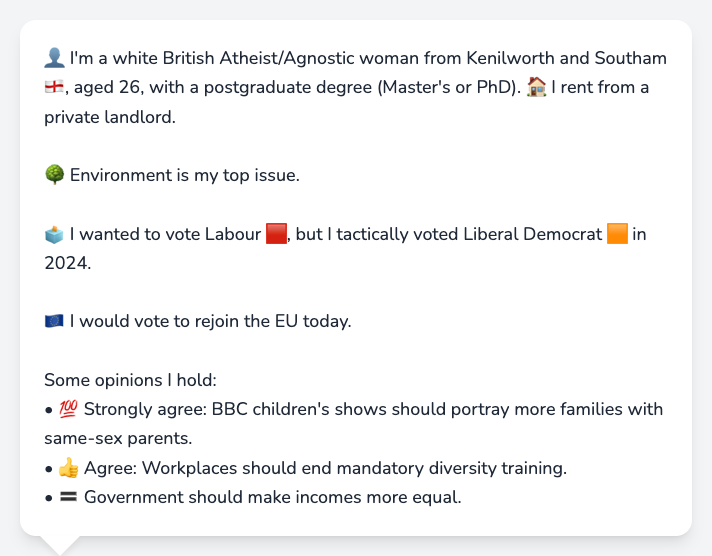 👤 I'm a white British Atheist/Agnostic woman from Kenilworth and Southam
🏴󠁧󠁢󠁥󠁮󠁧󠁿, aged 26, with a postgraduate degree (Master's or PhD). 🏠 I rent from a
private landlord.
🌳 Environment is my top issue.
🗳️ I wanted to vote Labour 🟥, but I tactically voted Liberal Democrat 🟧 in
2024.
🇪🇺 I would vote to rejoin the EU today.
Some opinions I hold:
• 💯 Strongly agree: BBC children's shows should portray more families with
same-sex parents.
• 👍 Agree: Workplaces should end mandatory diversity training.
• 🟰 Government should make incomes more equal.